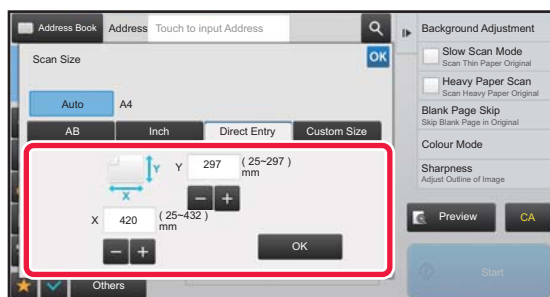 Address Book
Address
Touch to input Address
Scan Size
OK
Auto
A4
AB
Inch
Direct Entry
Custom Size
Y
X
Y
297
(25~297)
mm
X
420
(25~432)
mm
OK
Others
Background Adjustment
Slow Scan Mode
Scan Thin Paper Original
Heavy Paper Scan
Scan Heavy Paper Original
Blank Page Skip
Skip Blank Page in Original
Colour Mode
Sharpness
Adjust Outline of Image
Preview
CA
Start